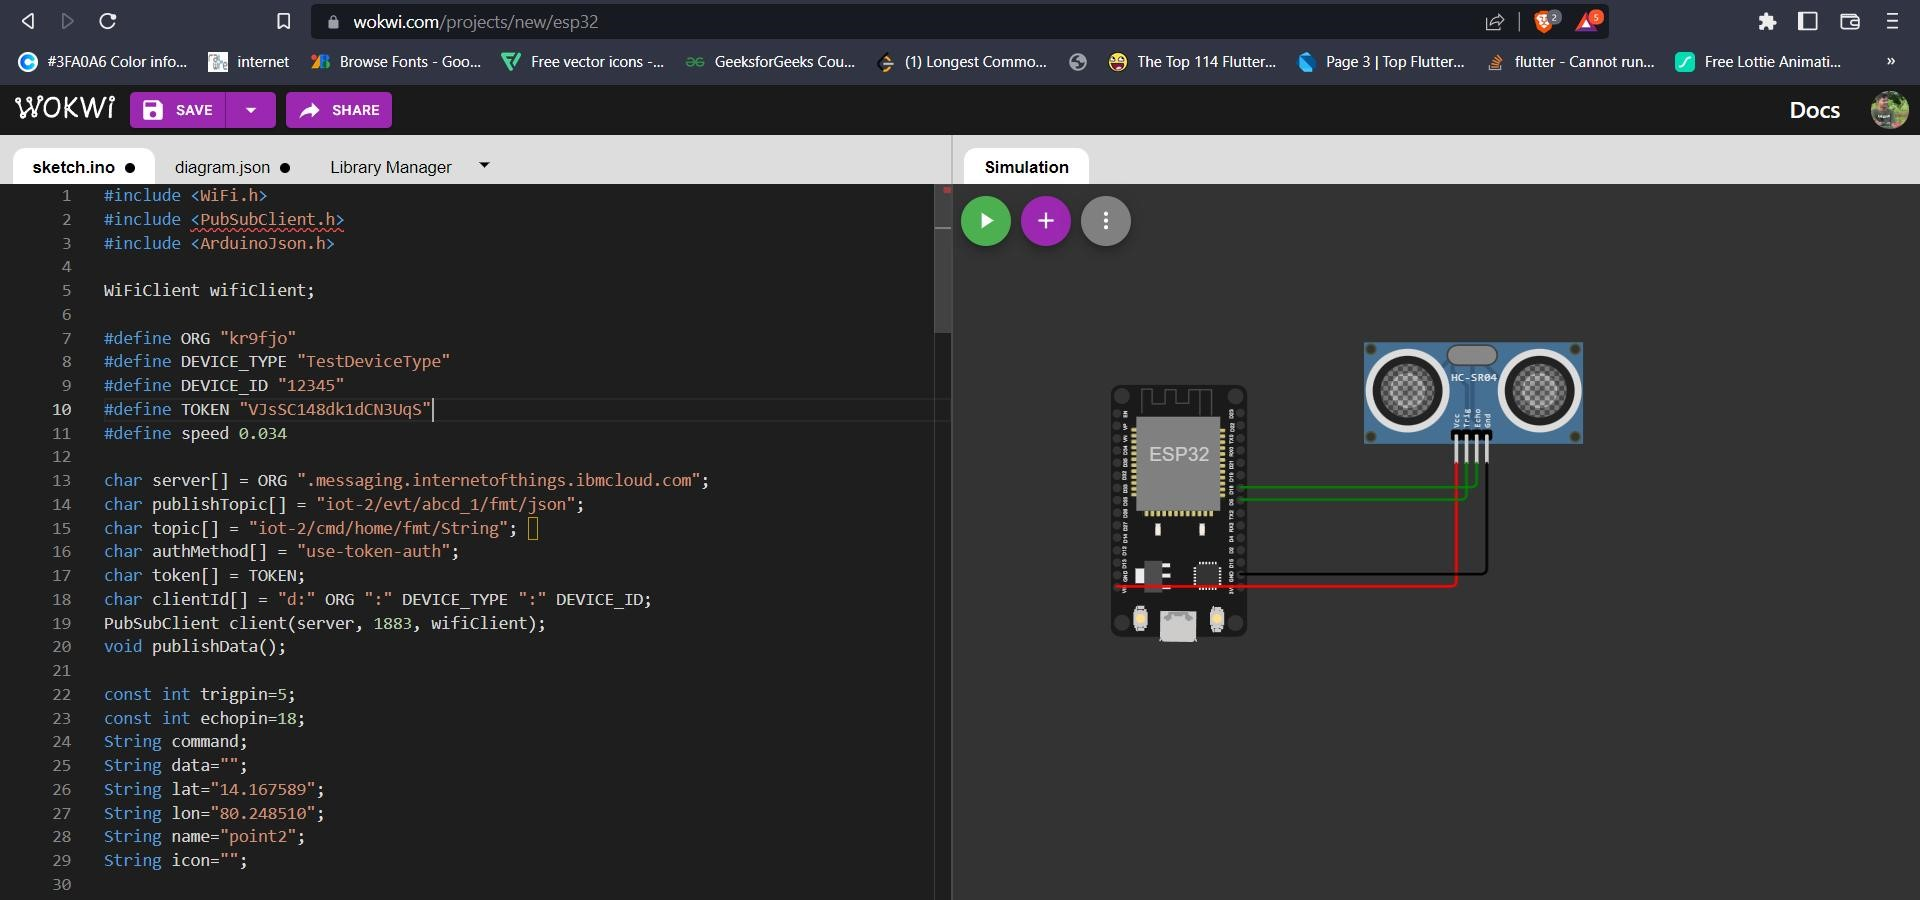 wokwi.com/projects/new/esp32
2
5
#3FA0A6 Color info...
internet
Browse Fonts - Goo...
Free vector icons -...
GeeksforGeeks Cou...
(1) Longest Commo...
The Top 114 Flutter...
Page 3 | Top Flutter...
flutter - Cannot run...
Free Lottie Animati...
»
WOKWi
SAVE
SHARE
Docs
sketch.ino ●
diagram.json ●
Library Manager
Simulation
1 #include <WiFi.h>
2 #include <PubSubClient.h>
3 #include <ArduinoJson.h>
4
5 WiFiClient wifiClient;
6
7 #define ORG "kr9fjo"
8 #define DEVICE_TYPE "TestDeviceType"
9 #define DEVICE_ID "12345"
10 #define TOKEN "VJsSC148dk1dCN3UqS"
11 #define speed 0.034
12
13 char server[] = ORG ".messaging.internetofthings.ibmcloud.com";
14 char publishTopic[] = "iot-2/evt/abcd_1/fmt/json";
15 char topic[] = "iot-2/cmd/home/fmt/String";
16 char authMethod[] = "use-token-auth";
17 char token[] = TOKEN;
18 char clientId[] = "d:" ORG ":" DEVICE_TYPE ":" DEVICE_ID;
19 PubSubClient client(server, 1883, wifiClient);
20 void publishData();
21
22 const int trigpin=5;
23 const int echopin=18;
24 String command;
25 String data="";
26 String lat="14.167589";
27 String lon="80.248510";
28 String name="point2";
29 String icon="";
30
ESP32
HC-SR04
Vcc
Trig
Echo
Gnd